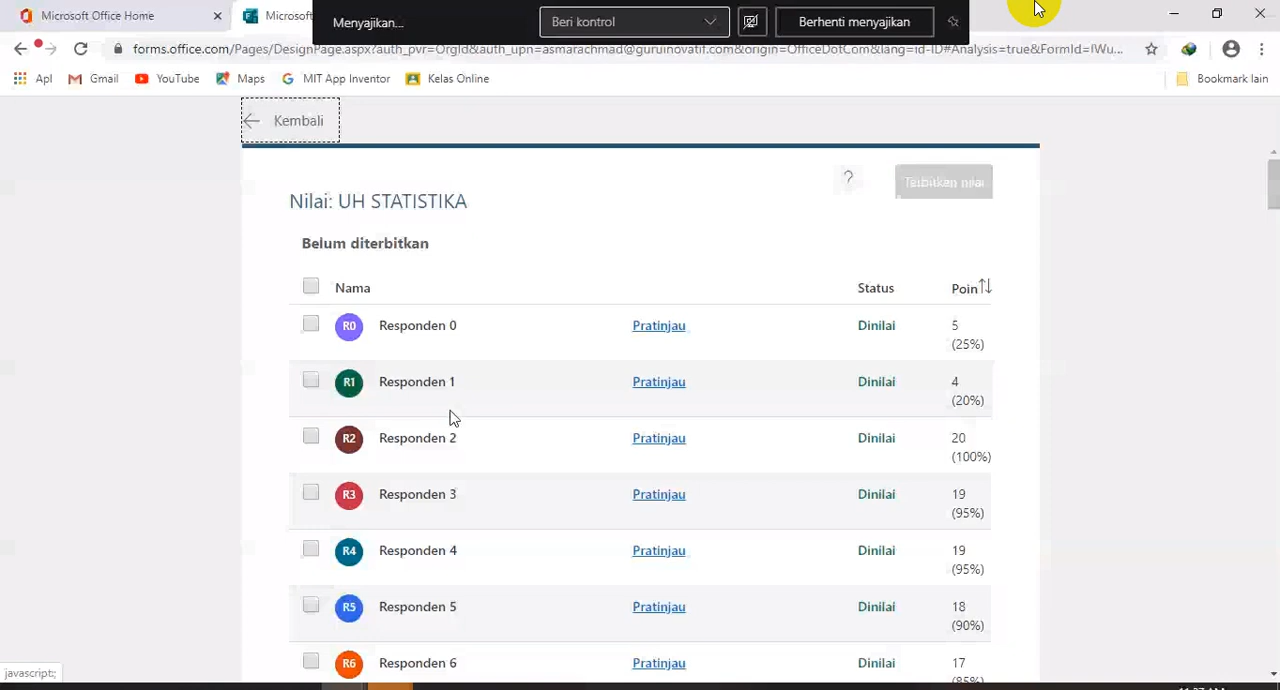 Microsoft Office Home
Microsof
Menyajikan...
Beri kontrol
Berhenti menyajikan
forms.office.com/Pages/DesignPage.aspx?auth_pvr=OrgId&auth_upn=asmarachmad@guruinovatif.com&origin=OfficeDotCom&lang=id-ID#Analysis=true&FormId=!Wu...
Apl
Gmail
YouTube
Maps
MIT App Inventor
Kelas Online
Bookmark lain
Kembali
?
Terbitkan nilai
Nilai: UH STATISTIKA
Belum diterbitkan
Nama Status Poin
R0 Responden 0 Pratinjau Dinilai 5
(25%)
R1 Responden 1 Pratinjau Dinilai 4
(20%)
R2 Responden 2 Pratinjau Dinilai 20
(100%)
R3 Responden 3 Pratinjau Dinilai 19
(95%)
R4 Responden 4 Pratinjau Dinilai 19
(95%)
R5 Responden 5 Pratinjau Dinilai 18
(90%)
R6 Responden 6 Pratinjau Dinilai 17
(85%)
javascript:;